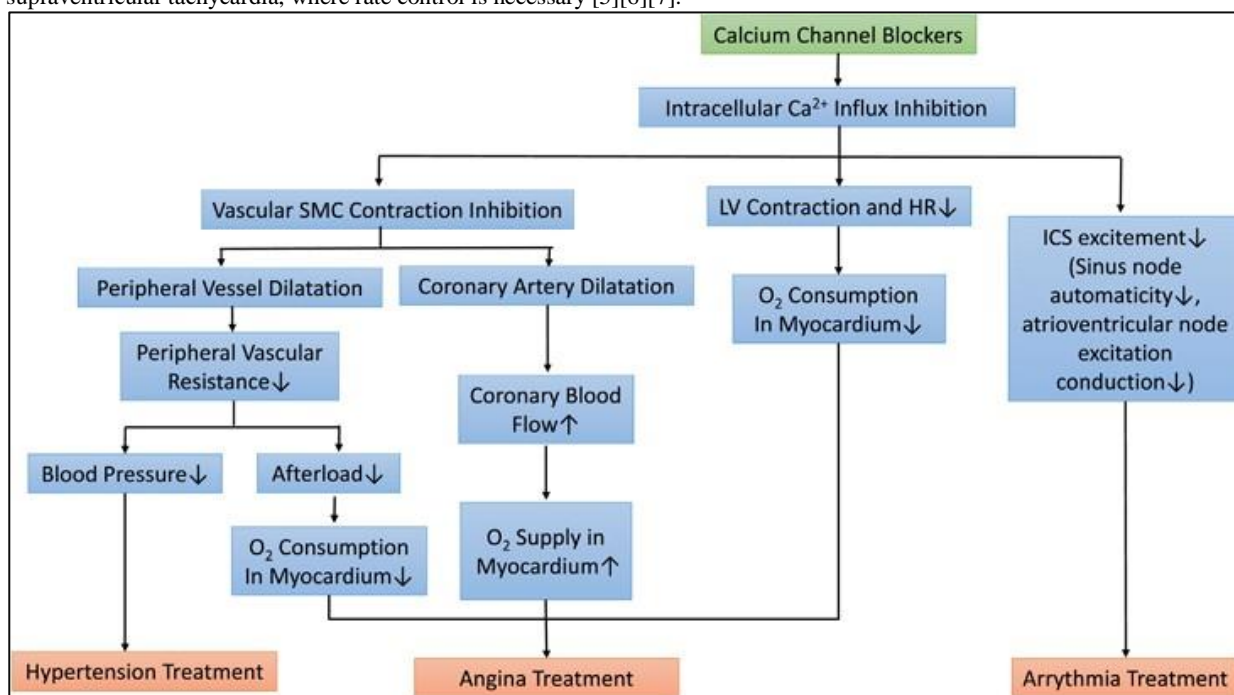 supraventricular tachycardia, where rate control is necessary [5][6][7].
Calcium Channel Blockers
Intracellular Ca²⁺ Influx Inhibition
Vascular SMC Contraction Inhibition
LV Contraction and HR↓
ICS excitement↓
(Sinus node
automaticity↓,
atrioventricular node
excitation
conduction↓)
Peripheral Vessel Dilatation
Coronary Artery Dilatation
O₂ Consumption
In Myocardium↓
Peripheral Vascular
Resistance↓
Coronary Blood
Flow↑
Blood Pressure↓
Afterload↓
O₂ Consumption
In Myocardium↓
O₂ Supply in
Myocardium↑
Hypertension Treatment
Angina Treatment
Arrythmia Treatment